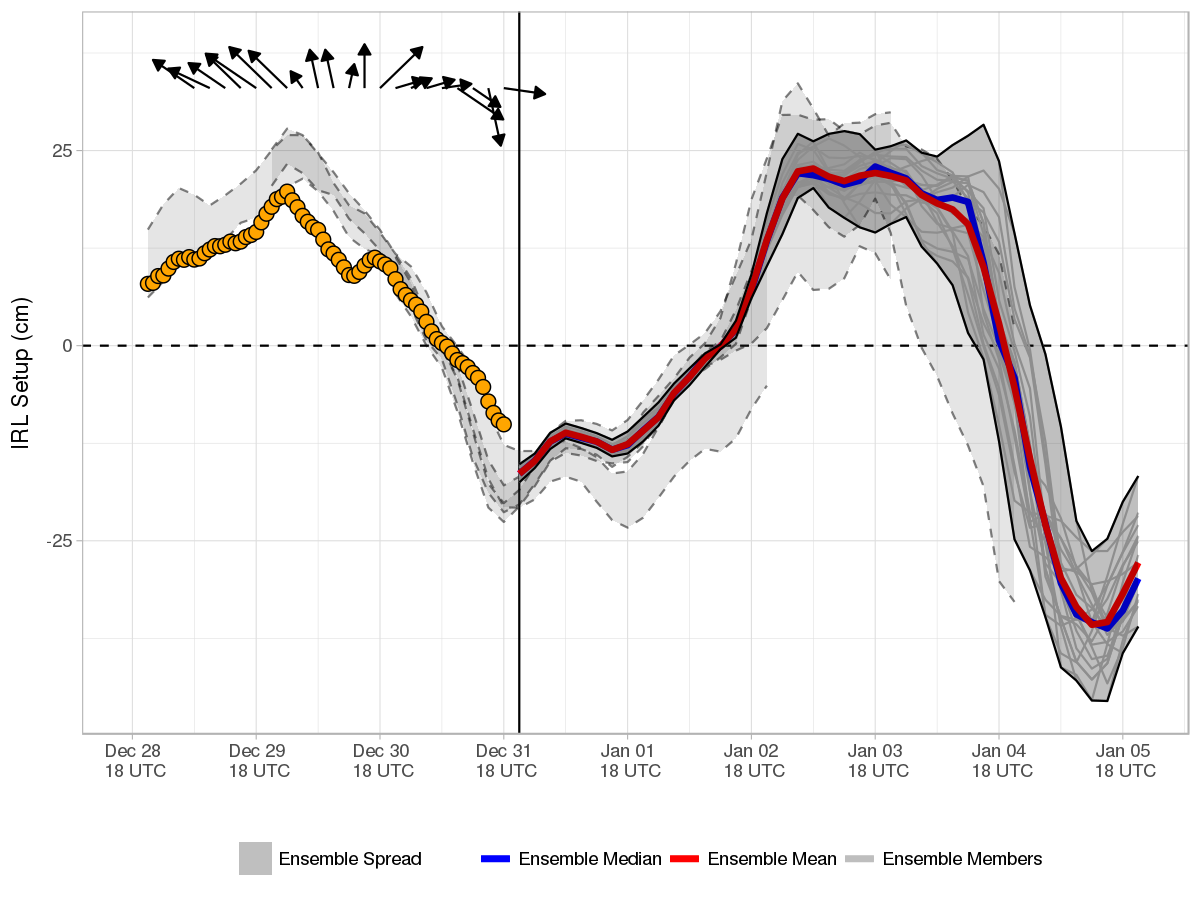 IRL Setup (cm)
25
0
-25
Dec 28 Dec 29 Dec 30 Dec 31 Jan 01 Jan 02 Jan 03 Jan 04 Jan 05
18 UTC 18 UTC 18 UTC 18 UTC 18 UTC 18 UTC 18 UTC 18 UTC 18 UTC
Ensemble Spread Ensemble Median Ensemble Mean Ensemble Members